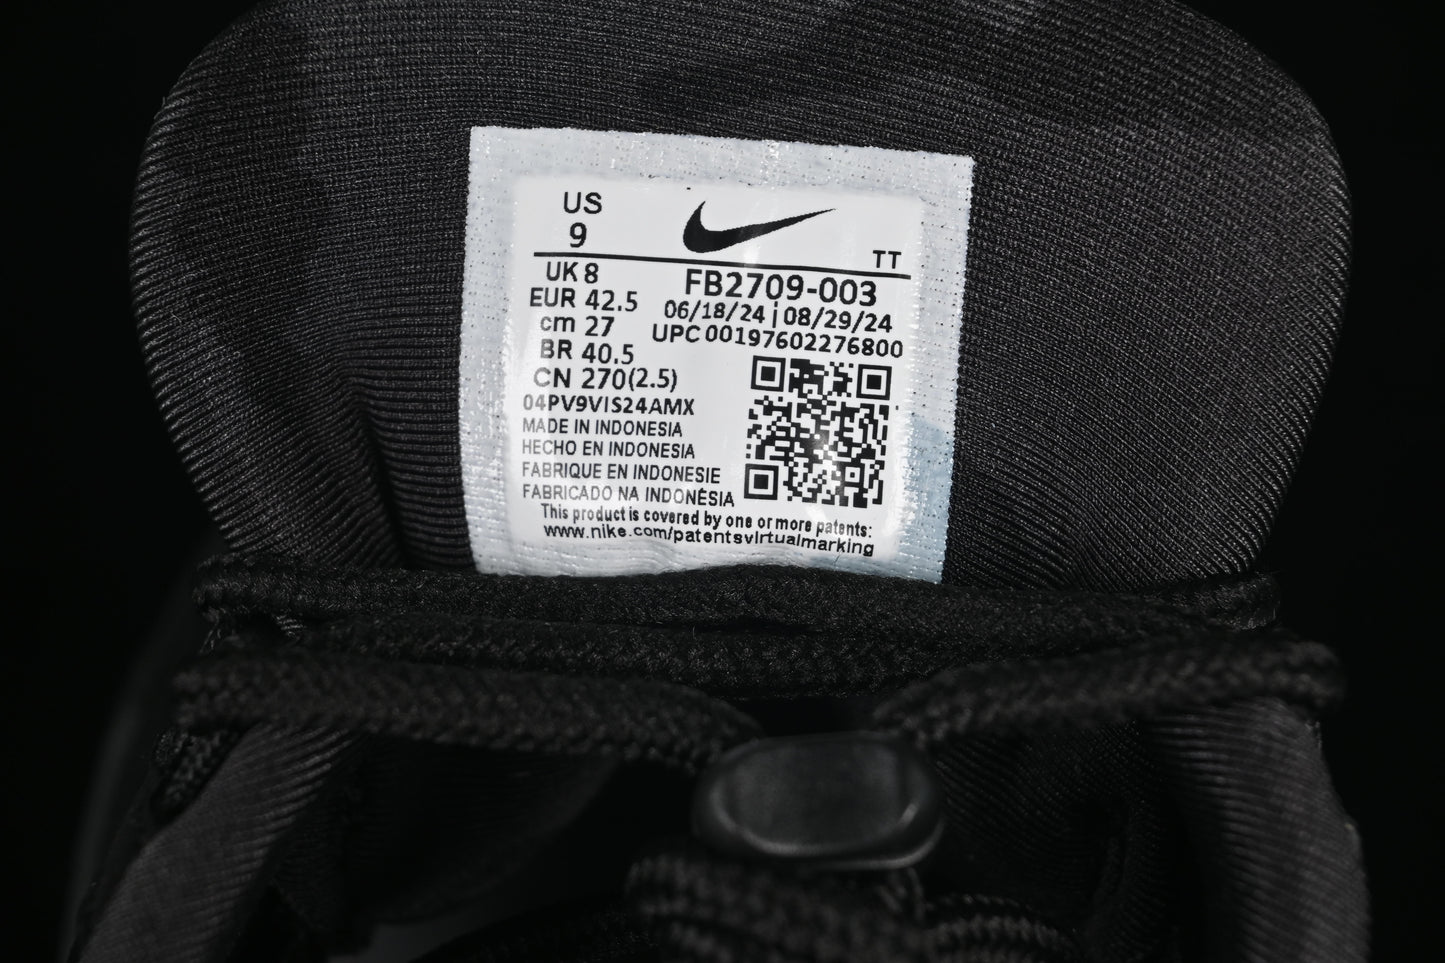 US
9
TT
UK 8
EUR 42.5
cm 27
BR 40.5
CN 270(2.5)
FB2709-003
06/18/24|08/29/24
UPC 00197602276800
04PV9VIS24AMX
MADE IN INDONESIA
HECHO EN INDONESIA
FABRIQUE EN INDONESIE
FABRICADO NA INDONÉSIA
This product is covered by one or more patents:
www.nike.com/patentsvirtualmarking